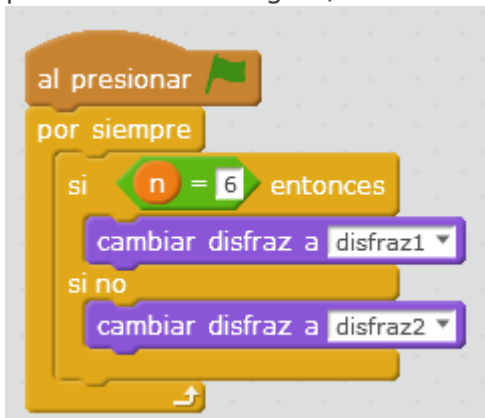 al presionar
por siempre
si n = 6 entonces
cambiar disfraz a disfraz1
si no
cambiar disfraz a disfraz2